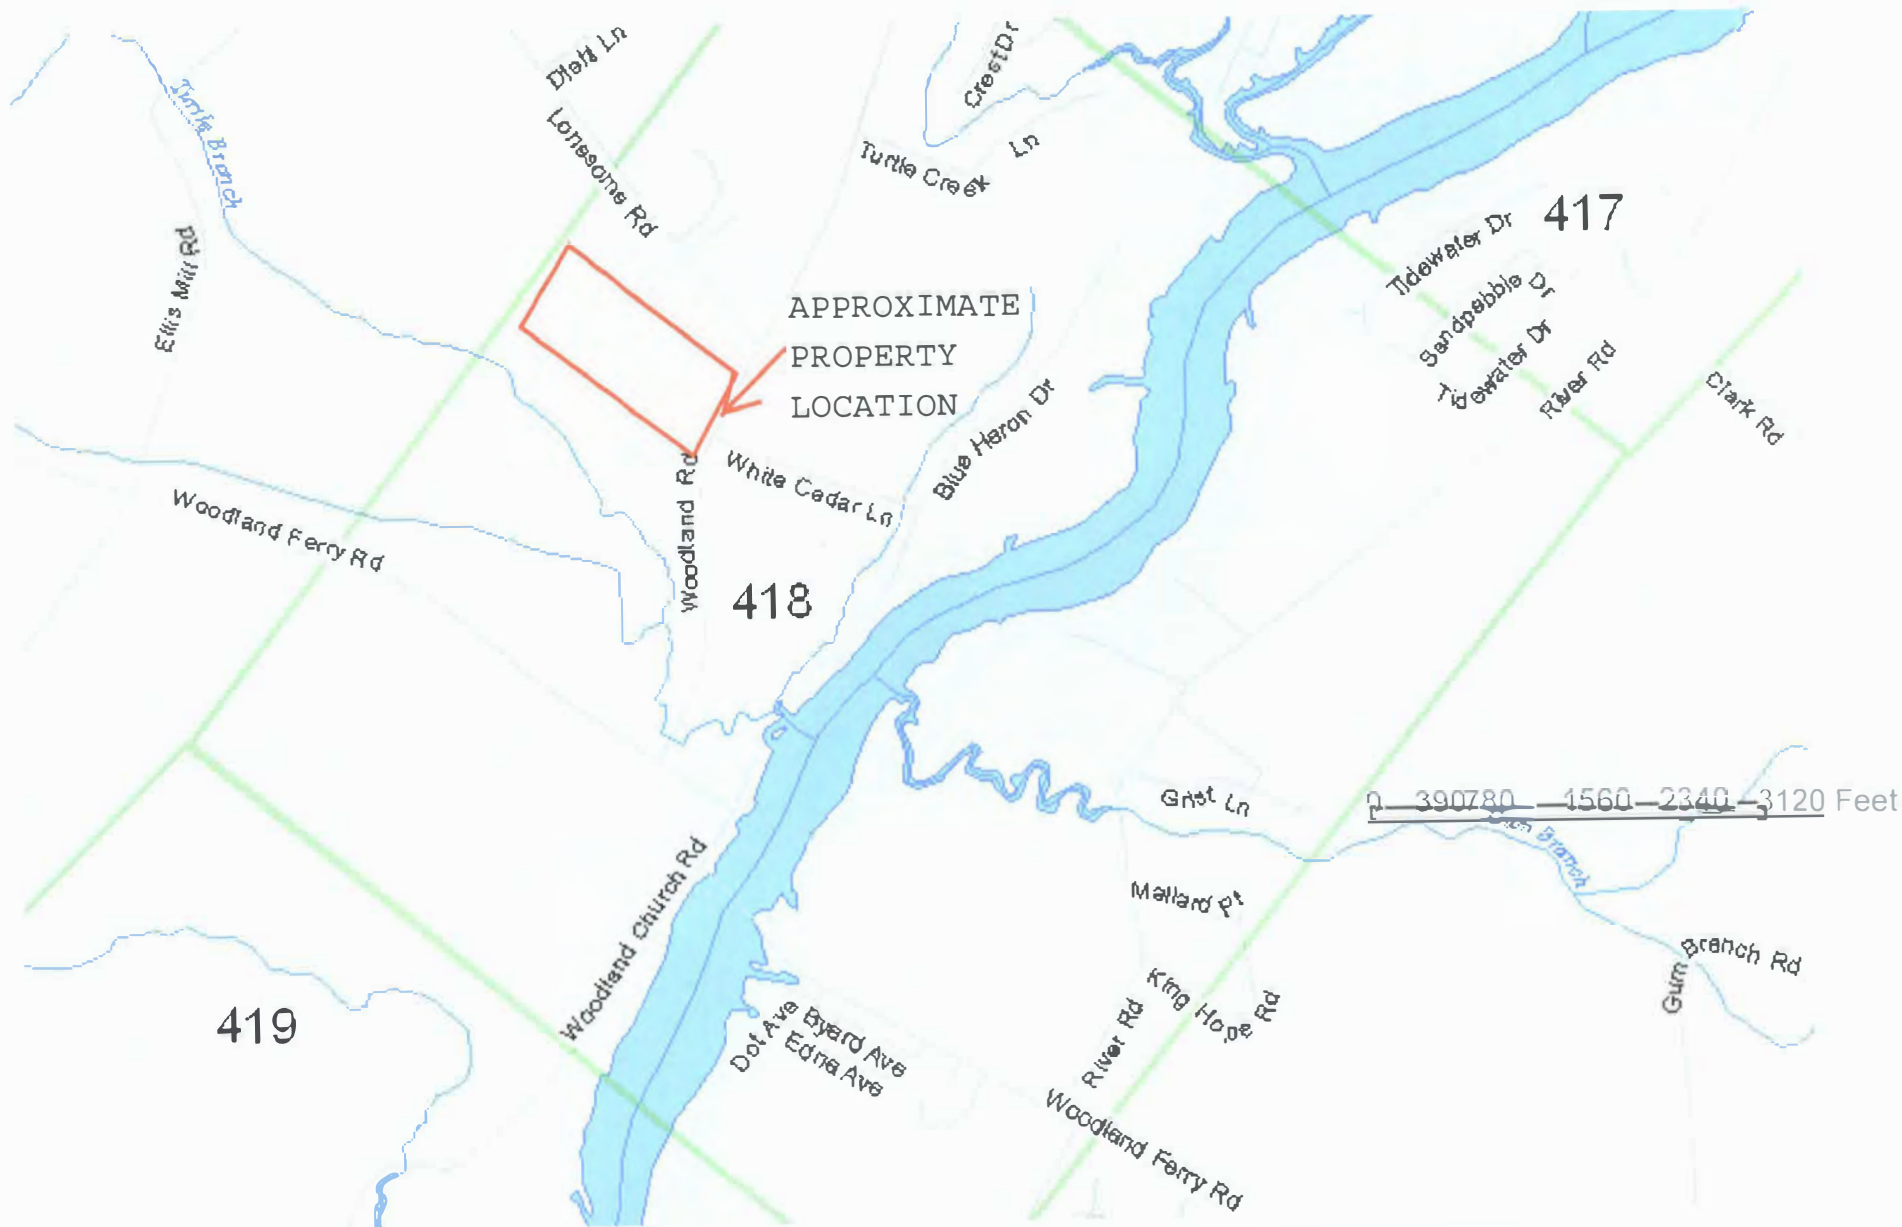 Diehl Ln
Crest Dr
Turtle Branch
Lonesome Rd
Turtle Creek Ln
417
Tidewater Dr
Ellis Mill Rd
Sandpebble Dr
APPROXIMATE
PROPERTY
LOCATION
Tidewater Dr
River Rd
Clark Rd
Blue Heron Dr
White Cedar Ln
Woodland Rd
Woodland Ferry Rd
418
Grist Ln
0 390 780 1560 2340 3120 Feet
Branch
Mallard Pt
Woodland Church Rd
Gum Branch Rd
King Hope Rd
River Rd
419
Dot Ave
Byard Ave
Edna Ave
Woodland Ferry Rd